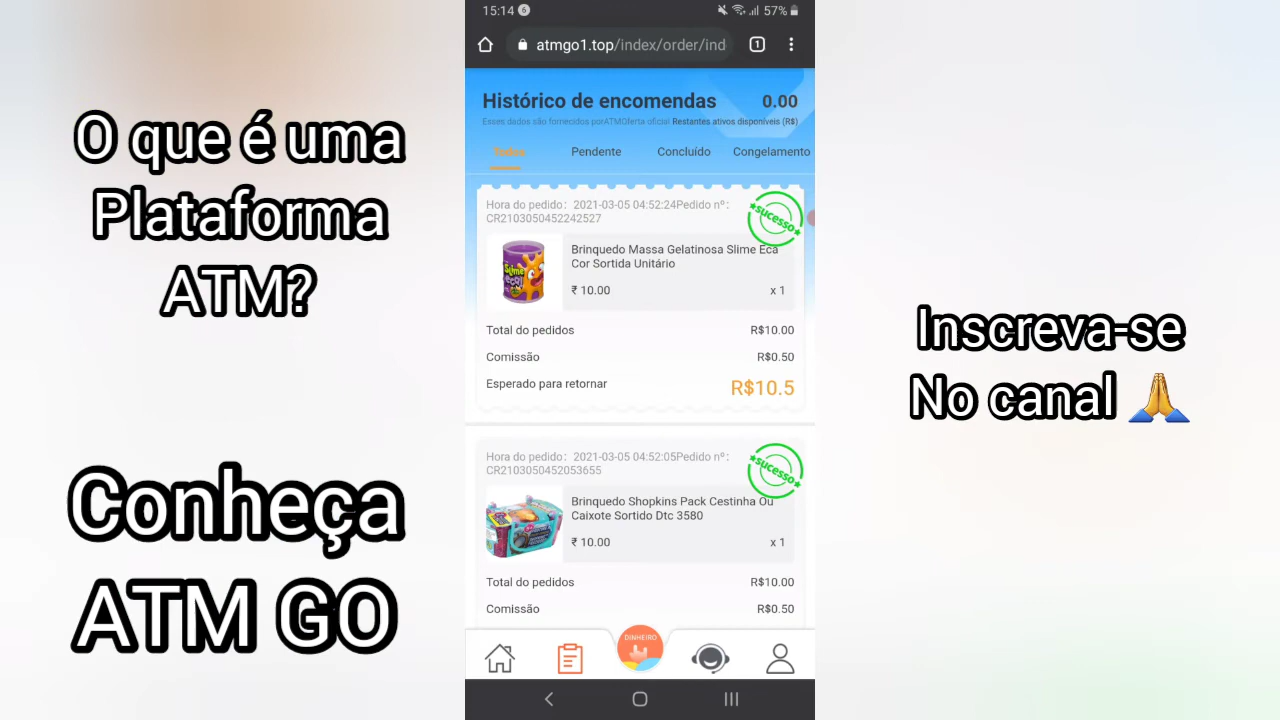 O que é uma
Plataforma
ATM?
Conheça
ATM GO
15:14 6
57%
atmgo1.top/index/order/ind
1
Histórico de encomendas
0.00
Esses dados são fornecidos porATMOferta oficial
Restantes ativos disponíveis (R$)
Todos
Pendente
Concluído
Congelamento
Hora do pedido: 2021-03-05 04:52:24Pedido nº:
CR2103050452242527
sucesso
Brinquedo Massa Gelatinosa Slime Eca
Cor Sortida Unitário
₹ 10.00
x 1
Total do pedidos
R$10.00
Comissão
R$0.50
Esperado para retornar
R$10.5
Hora do pedido: 2021-03-05 04:52:05Pedido nº:
CR2103050452053655
sucesso
Brinquedo Shopkins Pack Cestinha Ou
Caixote Sortido Dtc 3580
₹ 10.00
x 1
Total do pedidos
R$10.00
Comissão
R$0.50
DINHEIRO
Inscreva-se
No canal 🙏